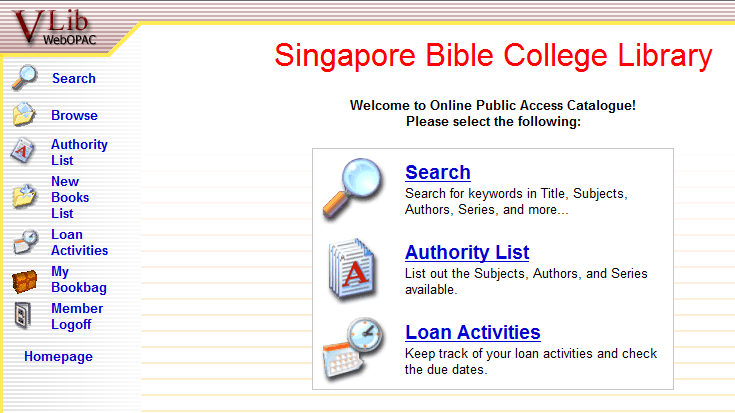 VLib
WebOPAC
Search
Browse
Authority
List
New
Books
List
Loan
Activities
My
Bookbag
Member
Logoff
Homepage
Singapore Bible College Library
Welcome to Online Public Access Catalogue!
Please select the following:
Search
Search for keywords in Title, Subjects,
Authors, Series, and more...
A
Authority List
List out the Subjects, Authors, and Series
available.
Loan Activities
Keep track of your loan activities and check
the due dates.